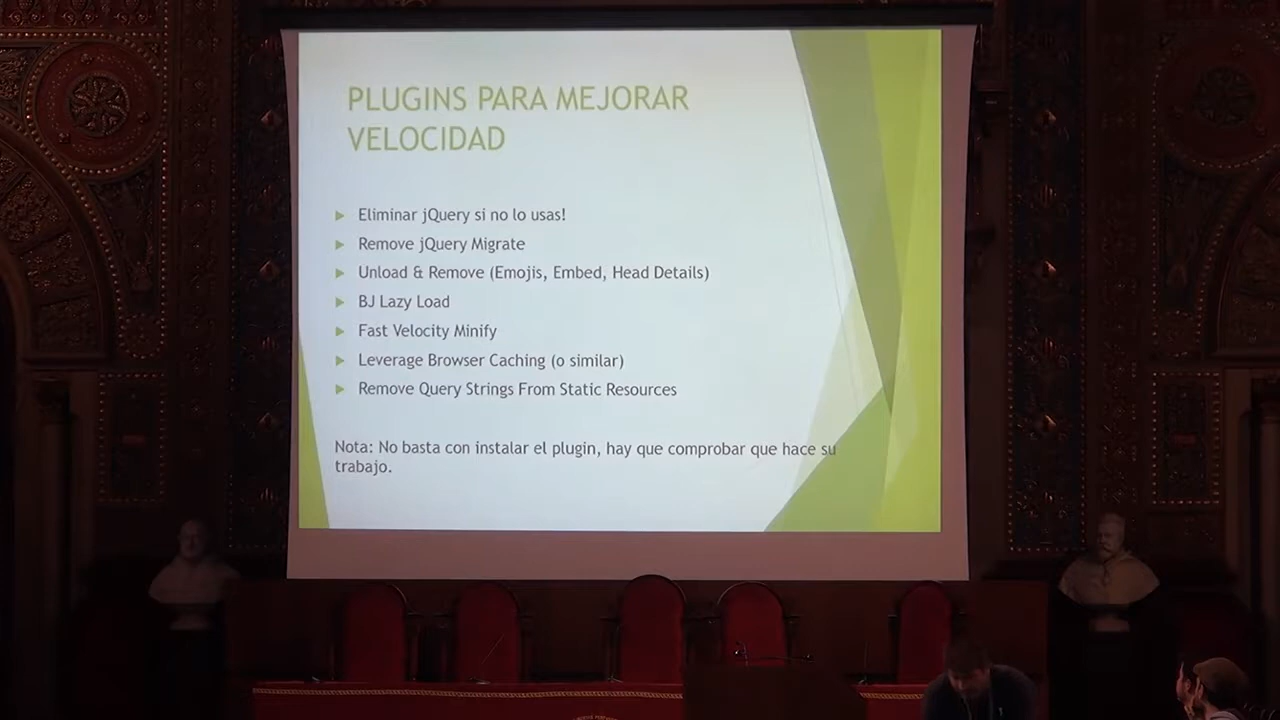 PLUGINS PARA MEJORAR
VELOCIDAD
Eliminar jQuery si no lo usas!
Remove jQuery Migrate
Unload & Remove (Emojis, Embed, Head Details)
BJ Lazy Load
Fast Velocity Minify
Leverage Browser Caching (o similar)
Remove Query Strings From Static Resources
Nota: No basta con instalar el plugin, hay que comprobar que hace su
trabajo.